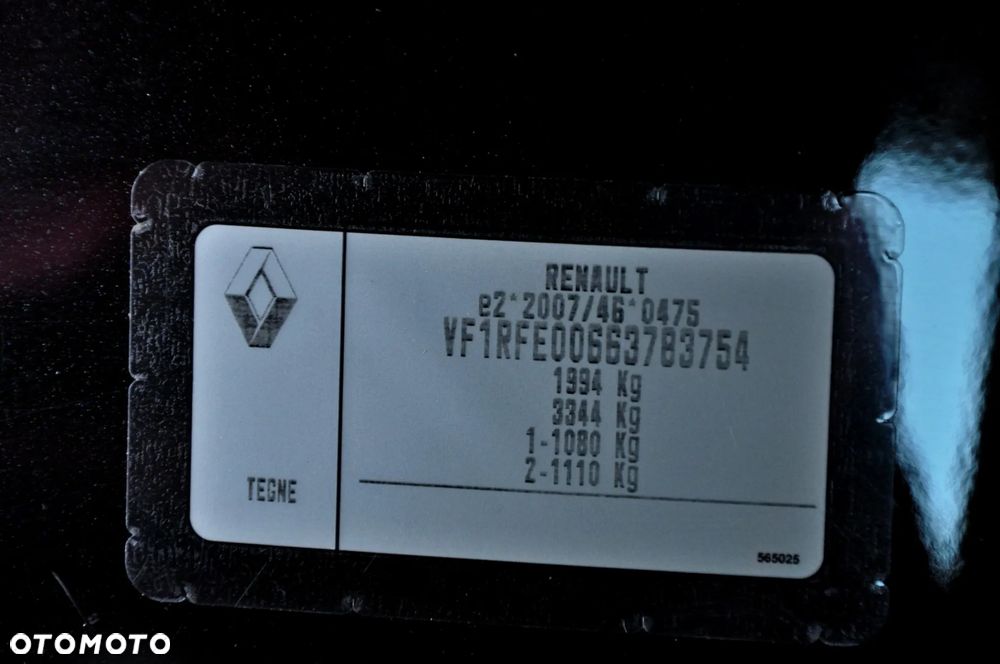 RENAULT
e2*2007/46*0475
VF1RFE00663783754
1994 Kg
3344 Kg
1-1080 Kg
2-1110 Kg
TEGNE
565025
OTOMOTO